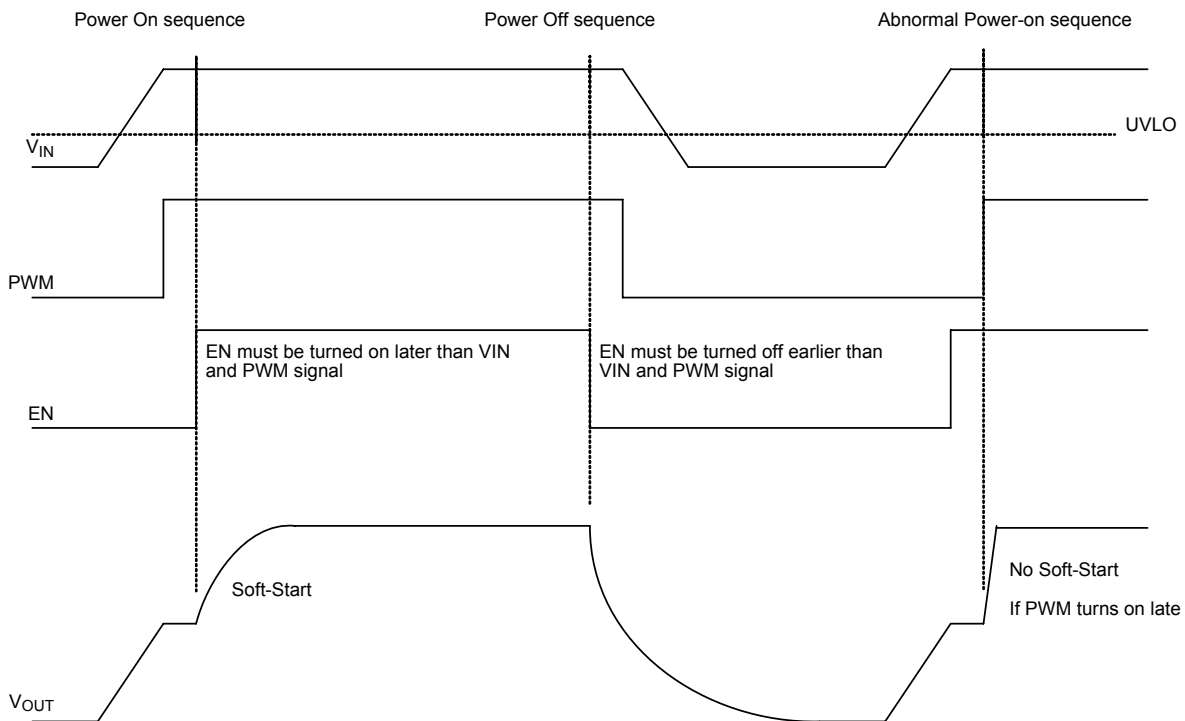 Power On sequence
Power Off sequence
Abnormal Power-on sequence
UVLO
VIN
PWM
EN must be turned on later than VIN
and PWM signal
EN must be turned off earlier than
VIN and PWM signal
EN
Soft-Start
No Soft-Start
If PWM turns on late
VOUT